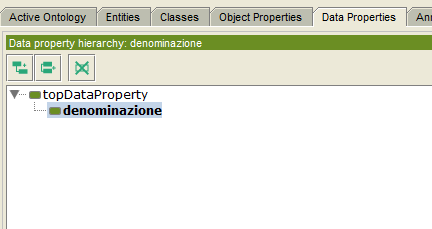 Active Ontology Entities Classes Object Properties Data Properties
Data property hierarchy: denominazione
topDataProperty
denominazione